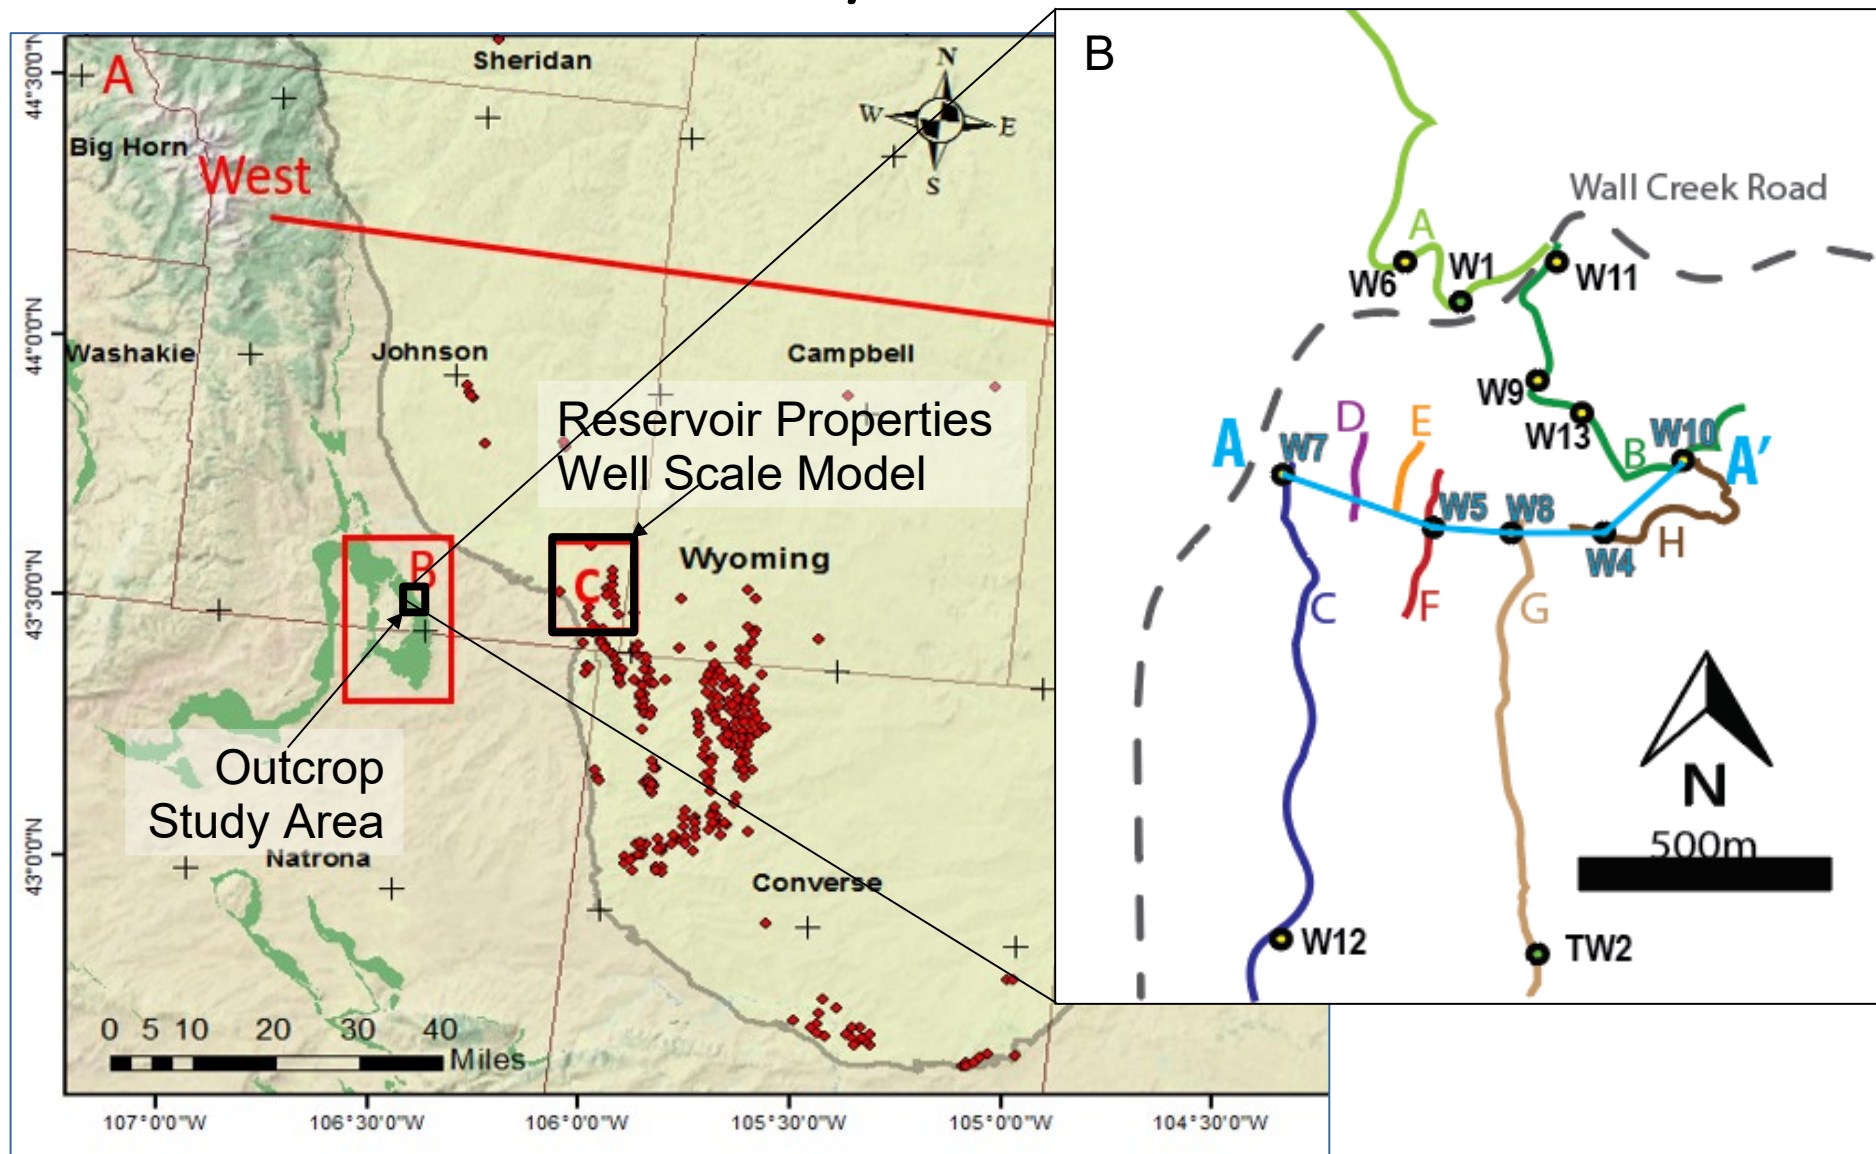 A
44°30'0"N
44°0'0"N
43°30'0"N
43°0'0"N
Sheridan
Big Horn
West
N
W
E
S
Washakie
Johnson
Campbell
Reservoir Properties
Well Scale Model
B
C
Wyoming
Outcrop
Study Area
Natrona
Converse
0 5 10 20 30 40
Miles
107°0'0"W
106°30'0"W
106°0'0"W
105°30'0"W
105°0'0"W
104°30'0"W
B
Wall Creek Road
A
W6
W1
W11
W9
W13
D
E
B
W10
A
W7
A'
W5
W8
W4
H
C
F
G
N
500m
W12
TW2